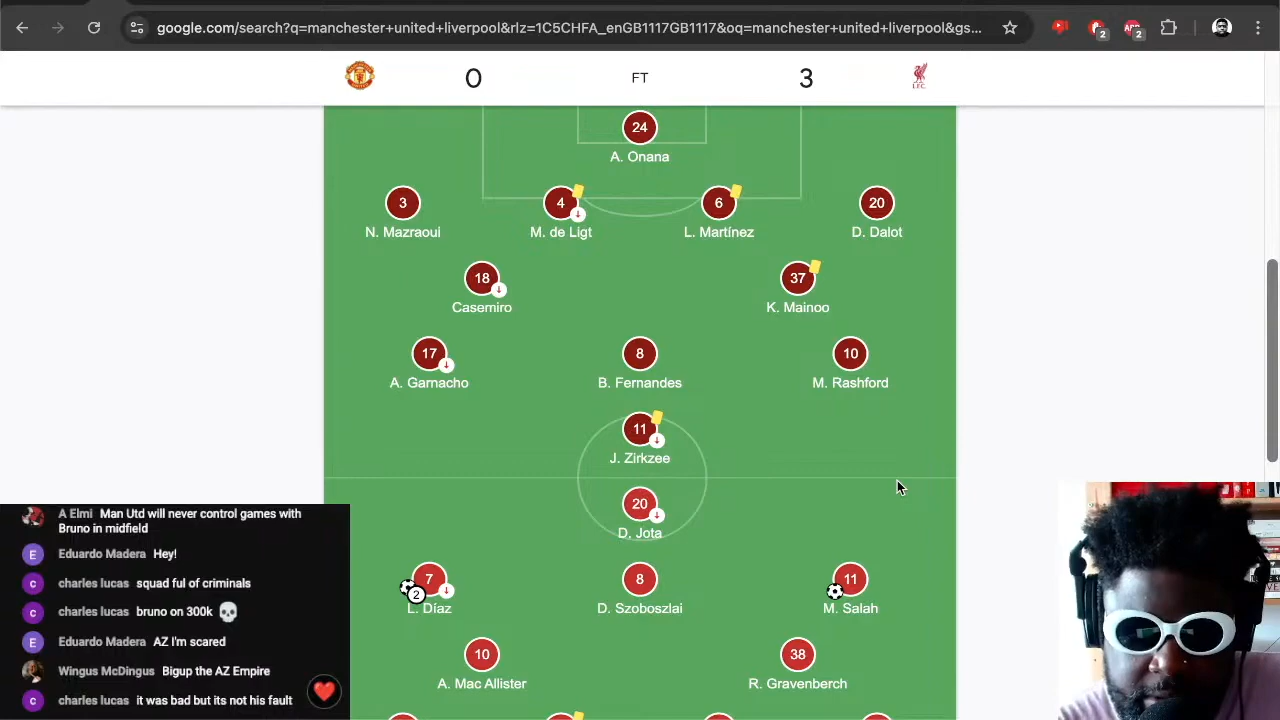 google.com/search?q=manchester+united+liverpool&rlz=1C5CHFA_enGB1117GB1117&oq=manchester+united+liverpool&gs...
2
2
0
FT
3
L.F.C.
24
A. Onana
3
4
6
20
N. Mazraoui
M. de Ligt
L. Martínez
D. Dalot
18
37
Casemiro
K. Mainoo
17
8
10
A. Garnacho
B. Fernandes
M. Rashford
11
J. Zirkzee
20
D. Jota
7
2
8
11
L. Díaz
D. Szoboszlai
M. Salah
10
38
A. Mac Allister
R. Gravenberch
A Elmi Man Utd will never control games with
Bruno in midfield
E Eduardo Madera Hey!
c charles lucas squad ful of criminals
c charles lucas bruno on 300k 💀
E Eduardo Madera AZ I'm scared
Wingus McDingus Bigup the AZ Empire
c charles lucas it was bad but its not his fault